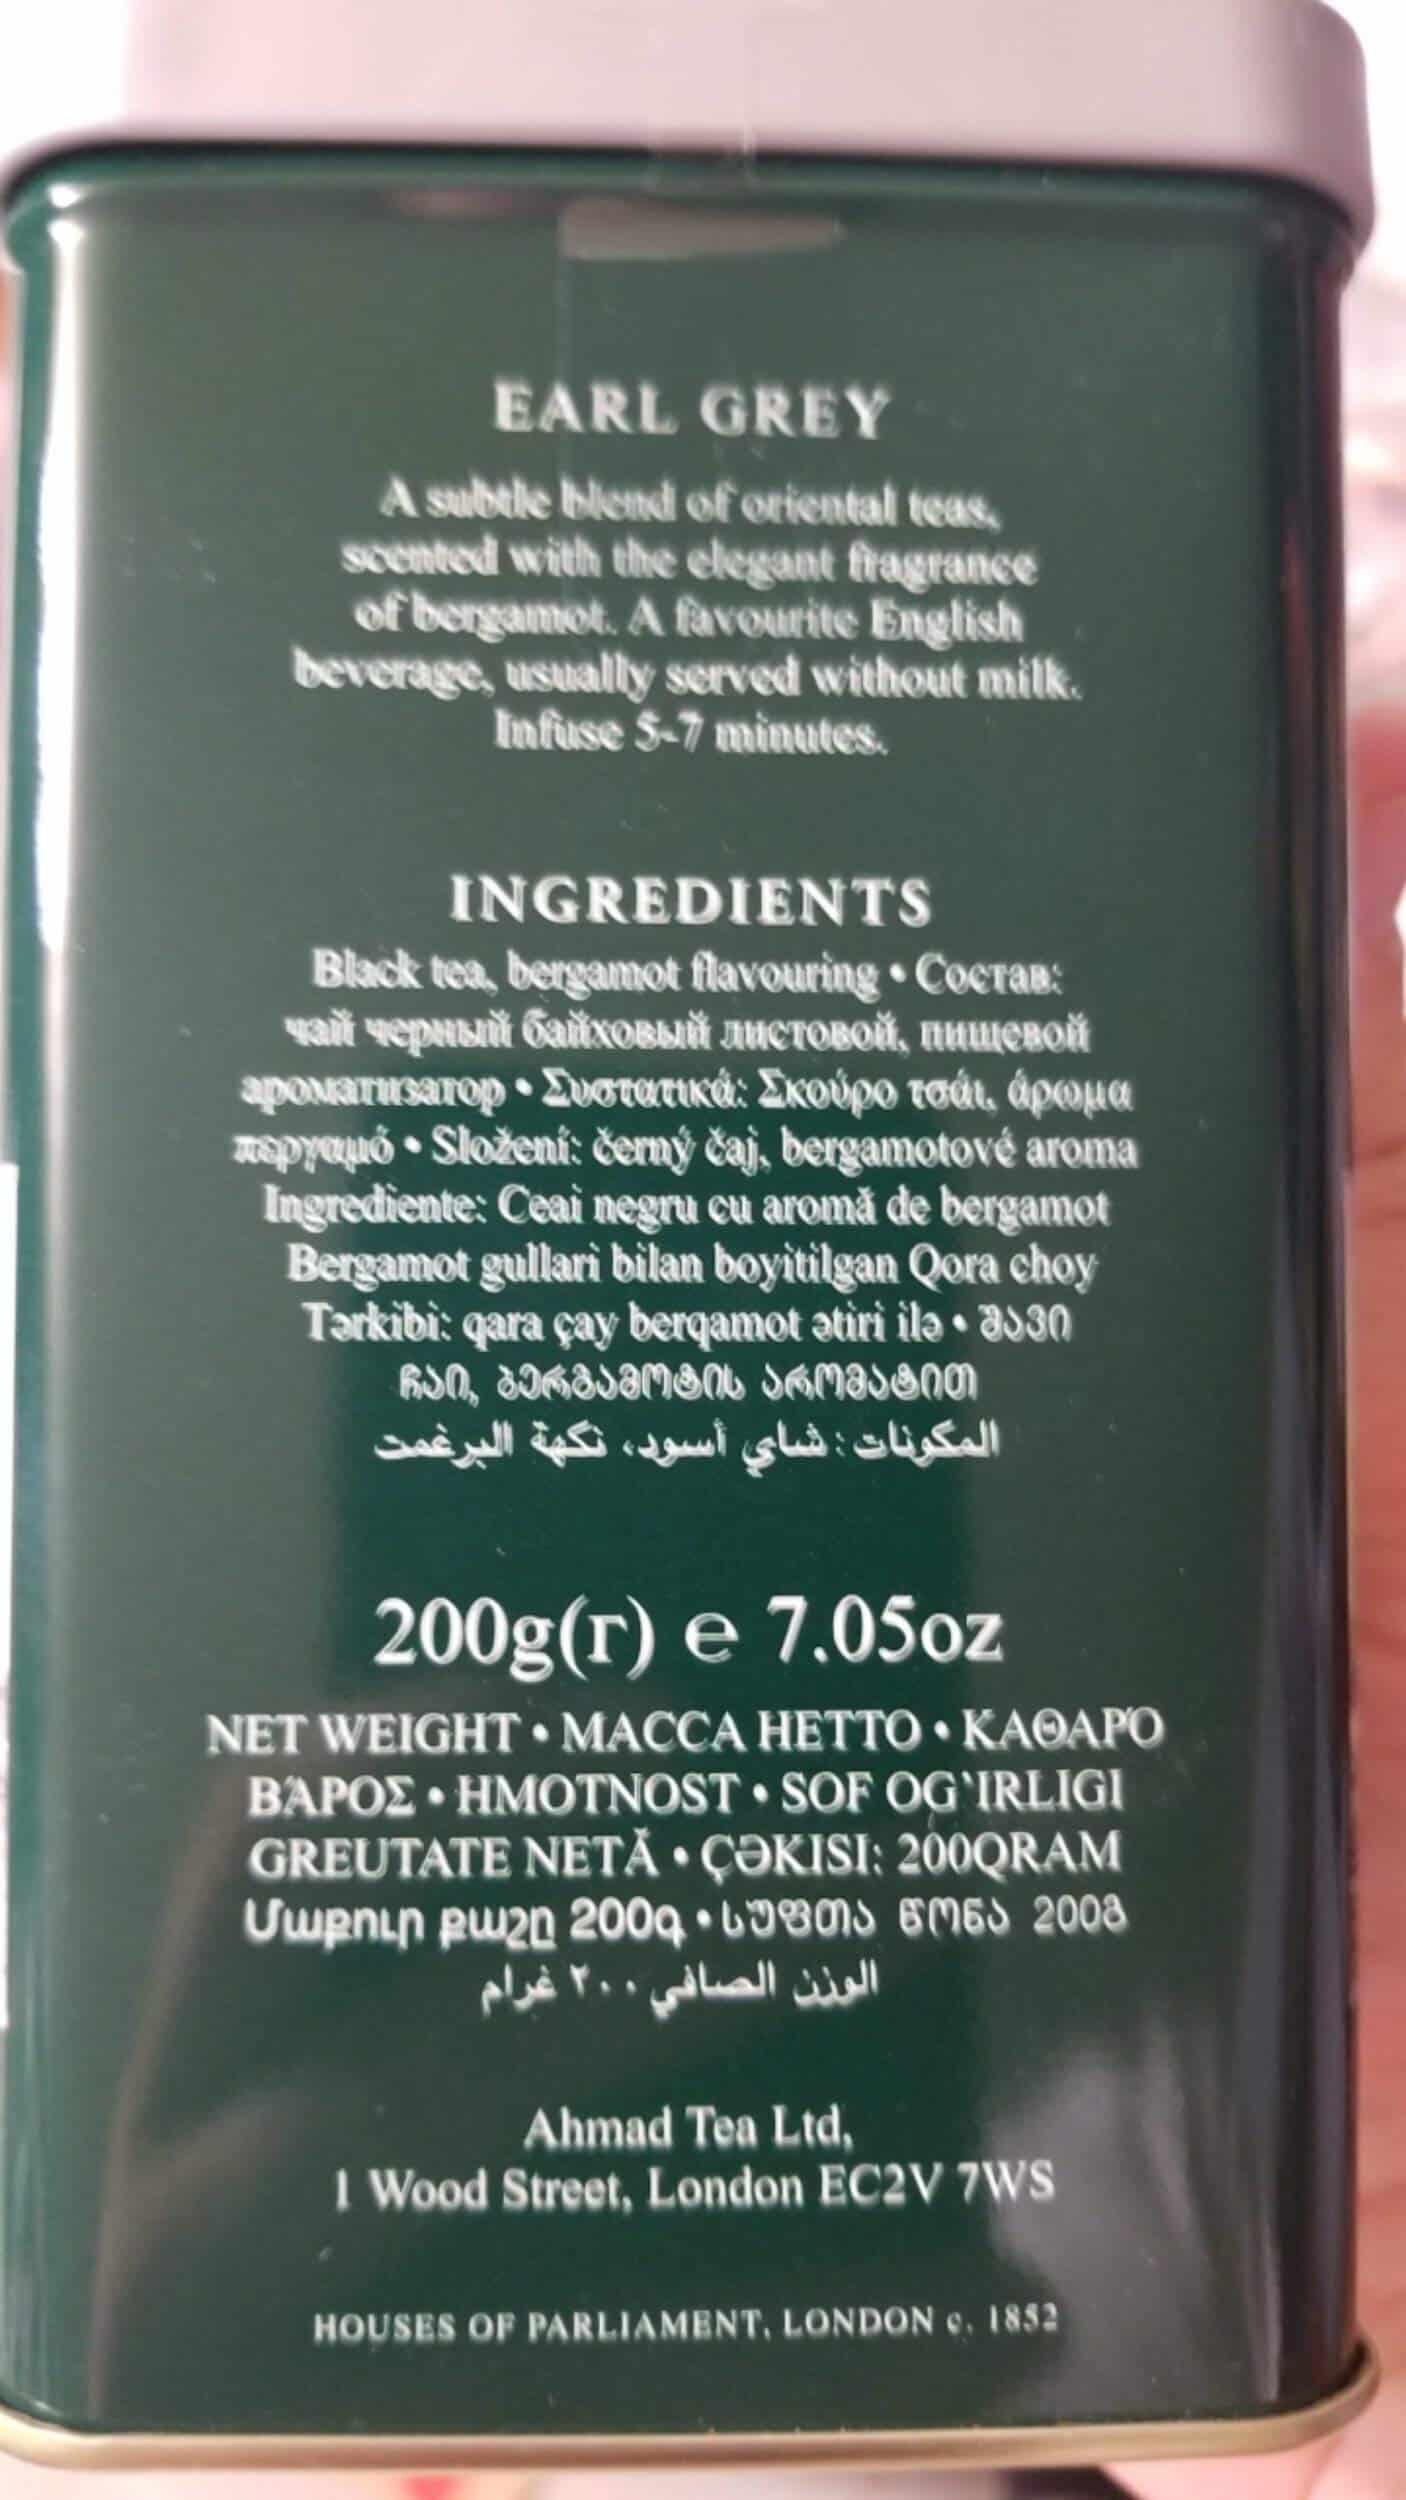 EARL GREY
A subtle blend of oriental teas,
scented with the elegant fragrance
of bergamot. A favourite English
beverage, usually served without milk.
Infuse 5-7 minutes.
INGREDIENTS
Black tea, bergamot flavouring • Состав:
чай черный байховый листовой, пищевой
ароматизатор • Συστατικά: Σκούρο τσάι, άρωμα
περγαμό • Složení: černý čaj, bergamotové aroma
Ingrediente: Ceai negru cu aromă de bergamot
Bergamot gullari bilan boyitilgan Qora choy
Tərkibi: qara çay berqamot ətiri ilə • შავი
ჩაი, ბერგამოტის არომატით
المكونات: شاي أسود، نكهة البرغمت
200g(г) e 7.05oz
NET WEIGHT • МАССА НЕТТО • ΚΑΘΑΡΌ
ΒΆΡΟΣ • HMOTNOST • SOF OG'IRLIGI
GREUTATE NETĂ • ÇƏKISI: 200QRAM
Մաքուր քաշը 200գ • სუფთა წონა 200გ
الوزن الصافي ٢٠٠ غرام
Ahmad Tea Ltd,
1 Wood Street, London EC2V 7WS
HOUSES OF PARLIAMENT, LONDON c. 1852